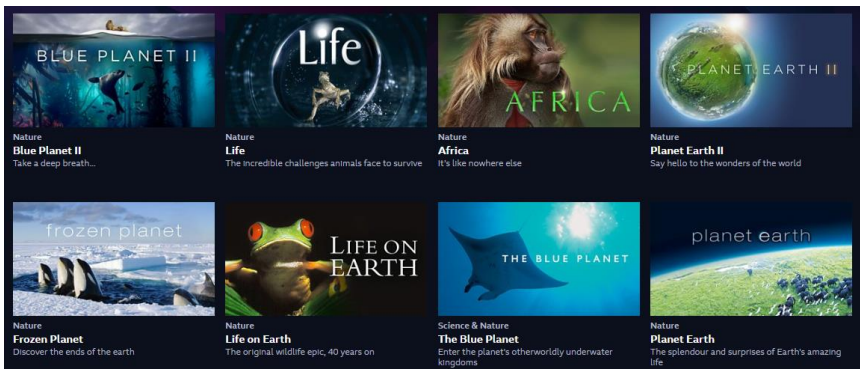 BLUE PLANET II
Life
AFRICA
PLANET EARTH II
Nature
Blue Planet II
Take a deep breath...
Nature
Life
The incredible challenges animals face to survive
Nature
Africa
It's like nowhere else
Nature
Planet Earth II
Say hello to the wonders of the world
frozen planet
LIFE ON
EARTH
THE BLUE PLANET
planet earth
Nature
Frozen Planet
Discover the ends of the earth
Nature
Life on Earth
The original wildlife epic, 40 years on
Science & Nature
The Blue Planet
Enter the planet's otherworldly underwater
kingdoms
Nature
Planet Earth
The splendour and surprises of Earth's amazing
life